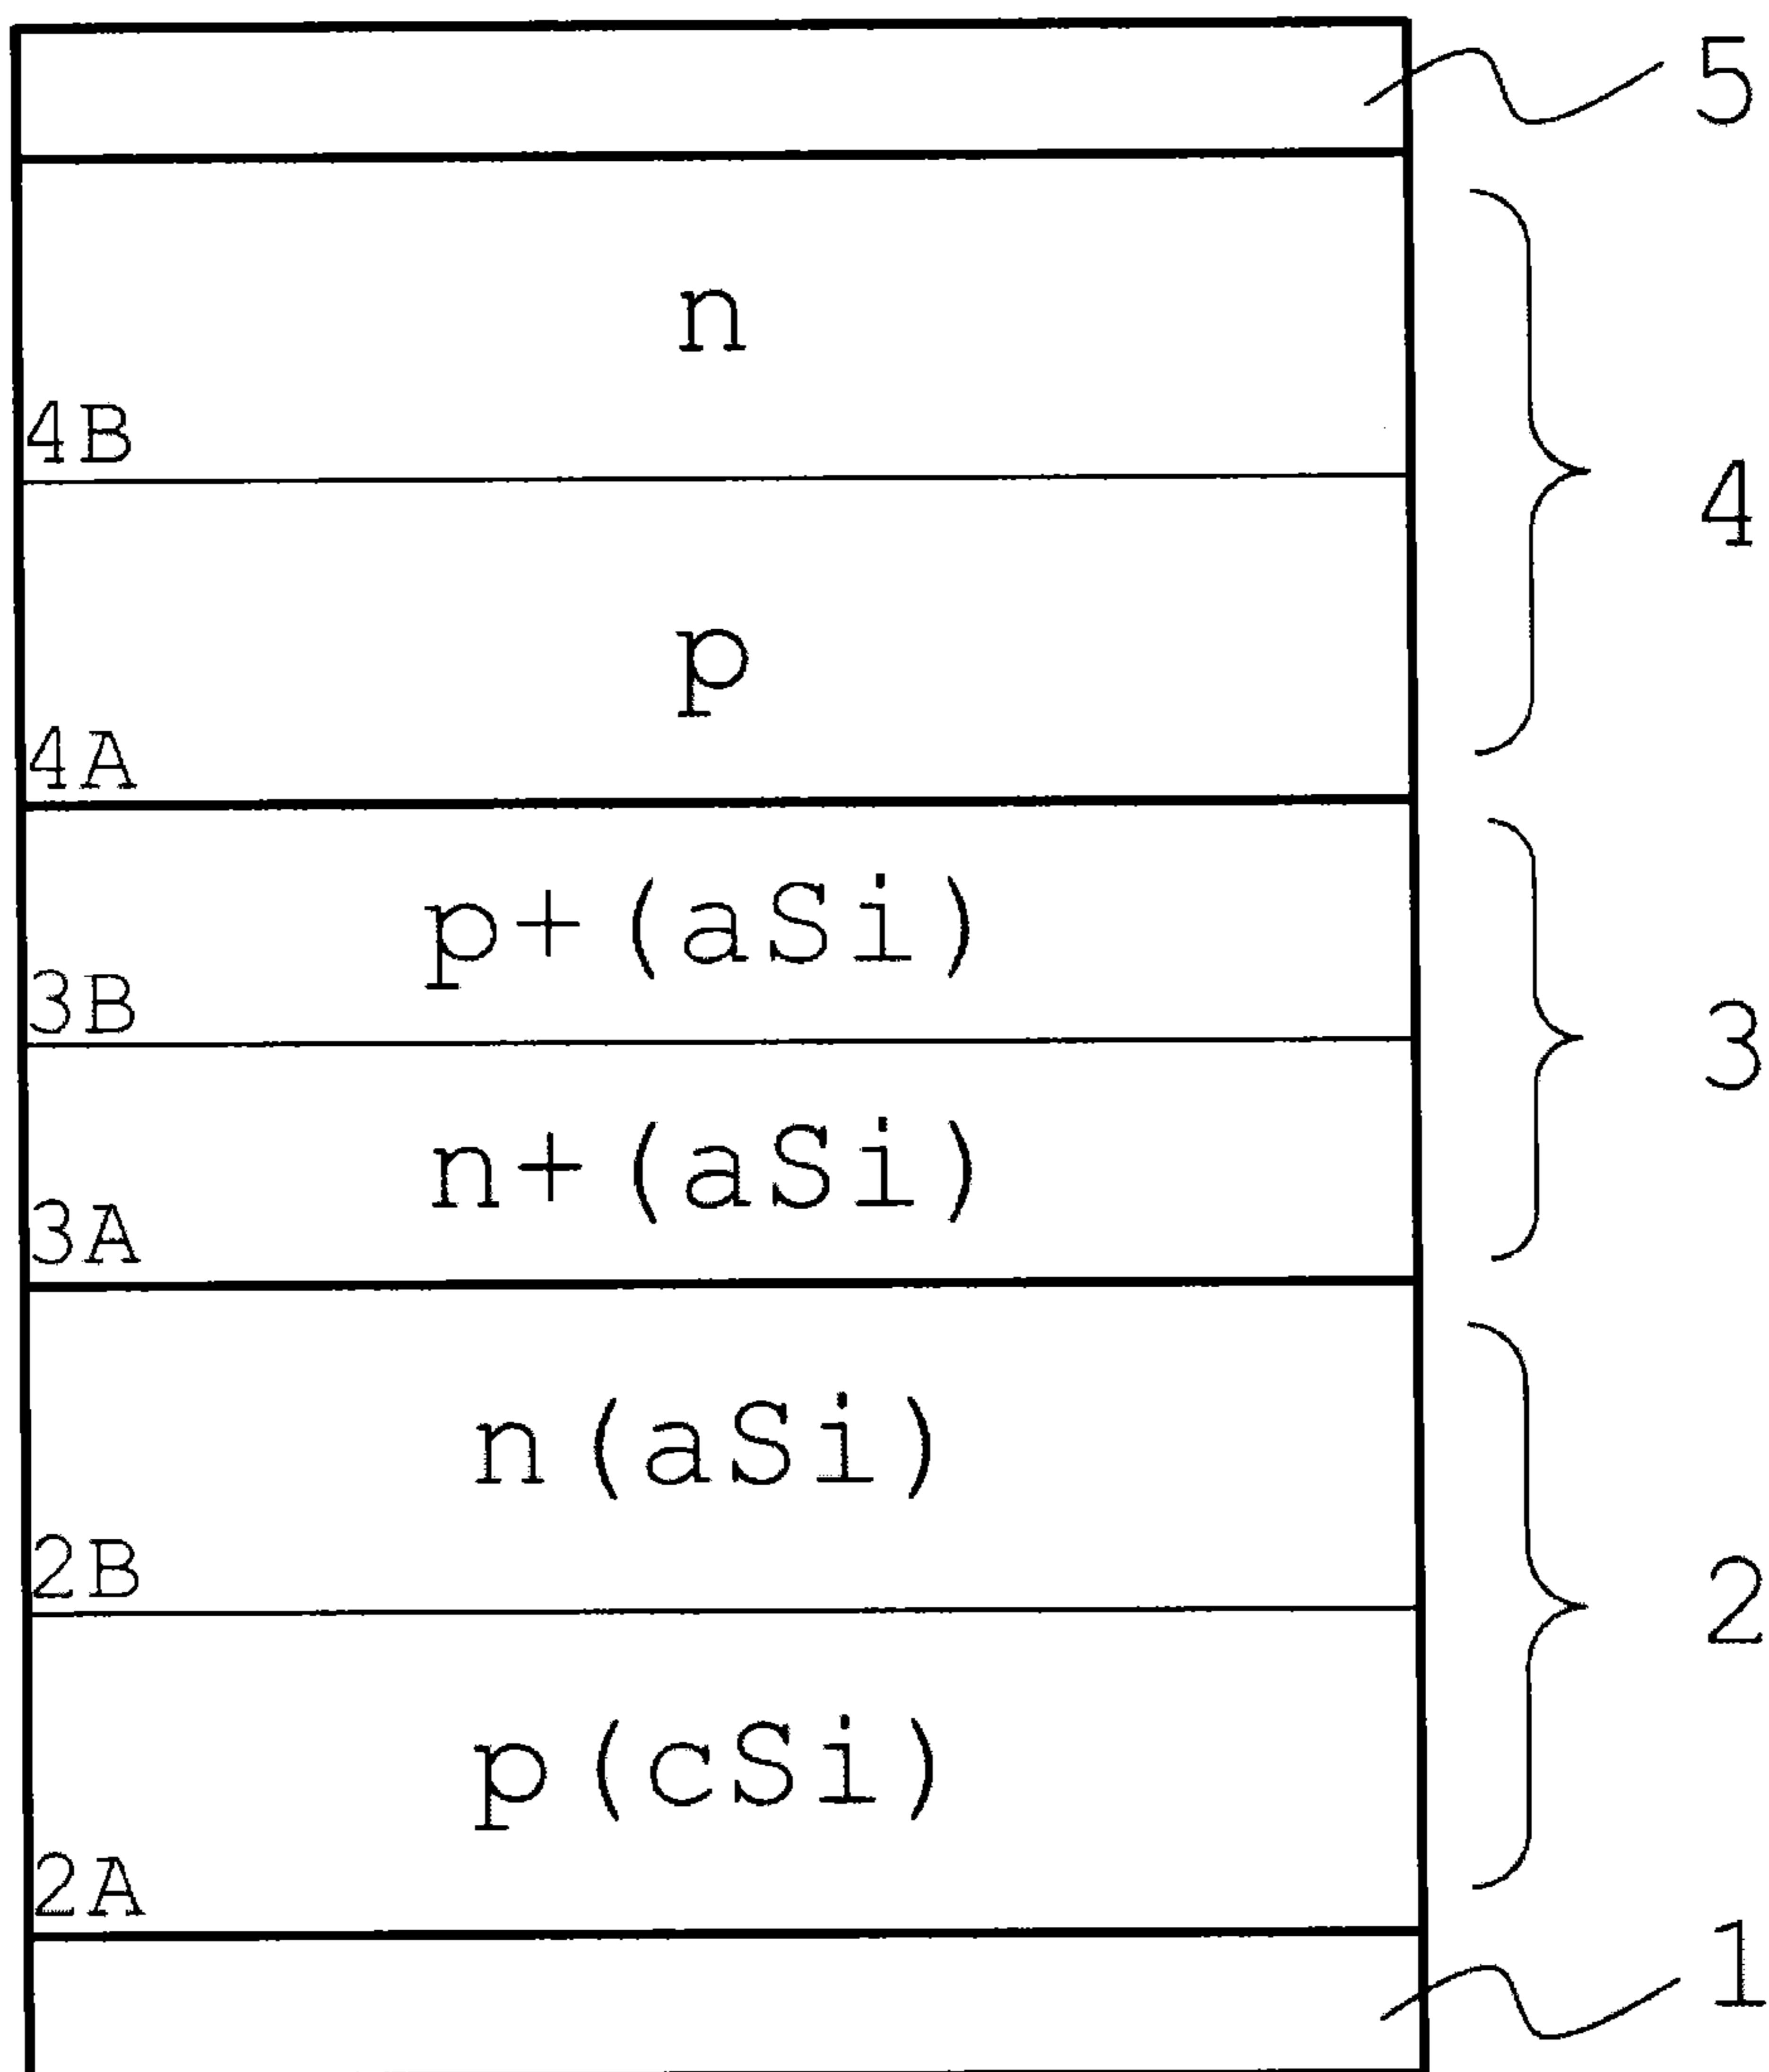 5
n
4B
4
p
4A
p+(aSi)
3B
3
n+(aSi)
3A
n(aSi)
2B
2
p(cSi)
2A
1